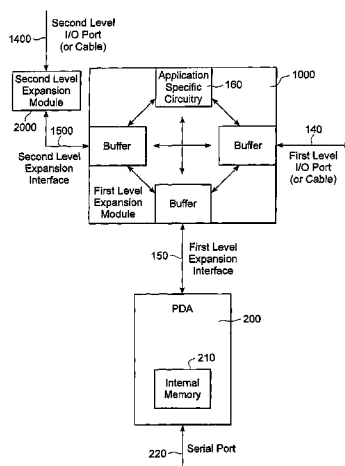 1400
Second Level
I/O Port
(or Cable)
Second Level
Expansion
Module
2000
1500
Second Level
Expansion
Interface
Application
Specific
Circuitry
160
1000
Buffer
Buffer
140
First Level
I/O Port
(or Cable)
First Level
Expansion
Module
Buffer
150
First Level
Expansion
Interface
PDA
200
210
Internal
Memory
220
Serial Port